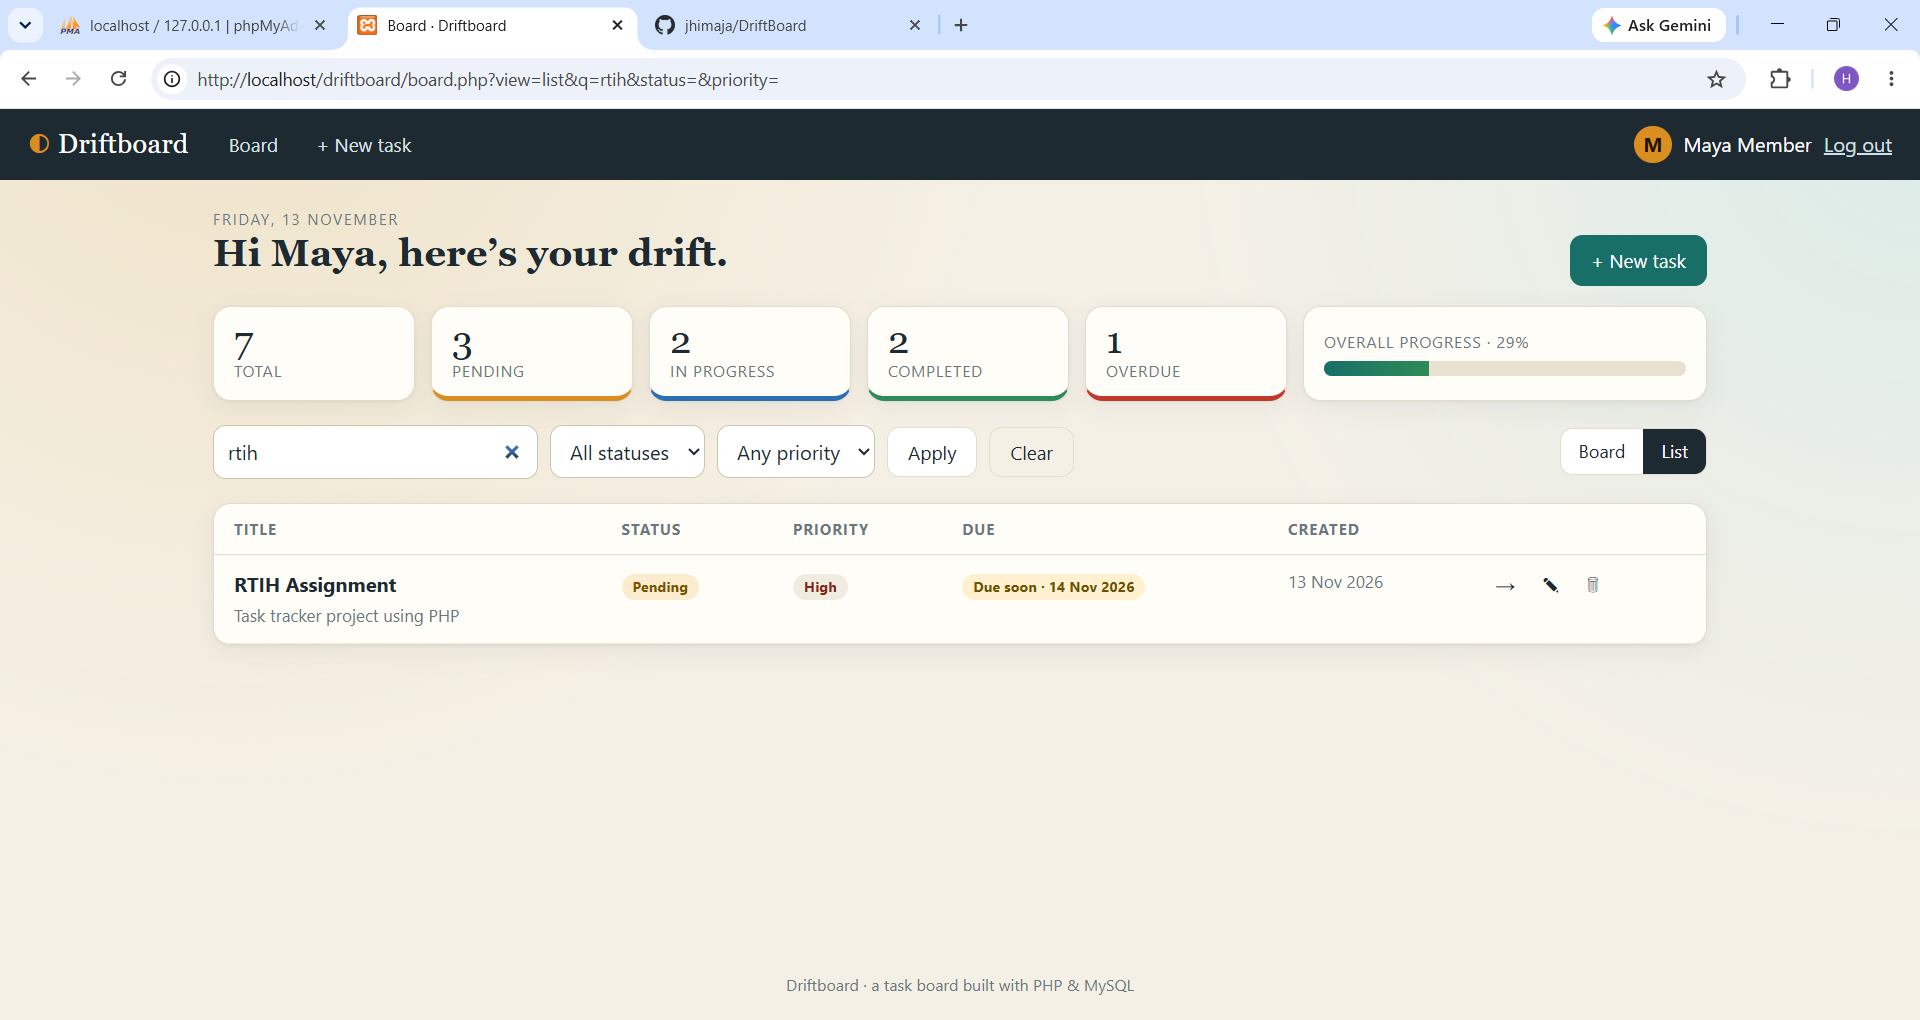 localhost / 127.0.0.1 | phpMyAd
Board · Driftboard
jhimaja/DriftBoard
Ask Gemini
http://localhost/driftboard/board.php?view=list&q=rtih&status=&priority=
H
Driftboard
Board
+ New task
M
Maya Member
Log out
FRIDAY, 13 NOVEMBER
Hi Maya, here’s your drift.
+ New task
7
TOTAL
3
PENDING
2
IN PROGRESS
2
COMPLETED
1
OVERDUE
OVERALL PROGRESS · 29%
rtih
All statuses
Any priority
Apply
Clear
Board
List
TITLE STATUS PRIORITY DUE CREATED
RTIH Assignment Pending High Due soon · 14 Nov 2026 13 Nov 2026 →
Task tracker project using PHP
Driftboard · a task board built with PHP & MySQL